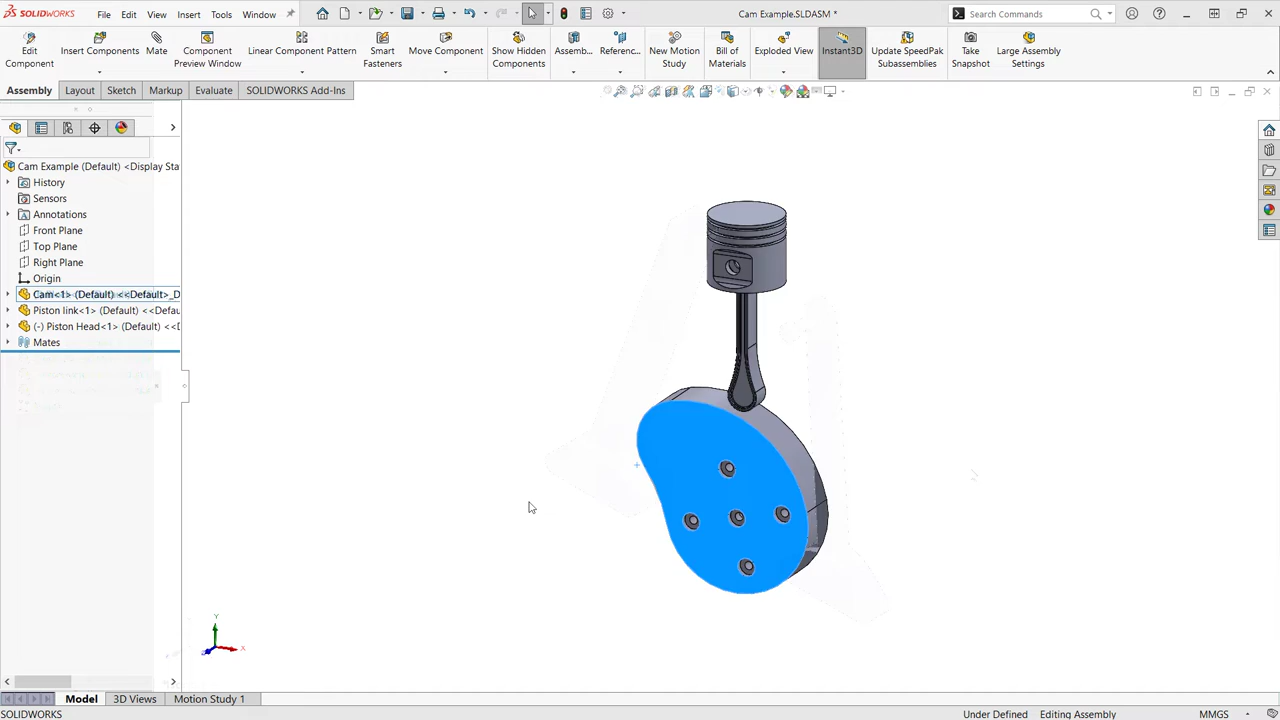 SOLIDWORKS
File
Edit
View
Insert
Tools
Window
Cam Example.SLDASM *
Search Commands
Edit
Component
Insert Components
Mate
Component
Preview Window
Linear Component Pattern
Smart
Fasteners
Move Component
Show Hidden
Components
Assemb...
Referenc...
New Motion
Study
Bill of
Materials
Exploded View
Instant3D
Update SpeedPak
Subassemblies
Take
Snapshot
Large Assembly
Settings
Assembly
Layout
Sketch
Markup
Evaluate
SOLIDWORKS Add-Ins
Cam Example (Default) <Display Sta
History
Sensors
Annotations
Front Plane
Top Plane
Right Plane
Origin
Cam<1> (Default) <<Default>_D
Piston link<1> (Default) <<Defau
(-) Piston Head<1> (Default) <<D
Mates
Y
X
Z
Model
3D Views
Motion Study 1
SOLIDWORKS
Under Defined
Editing Assembly
MMGS